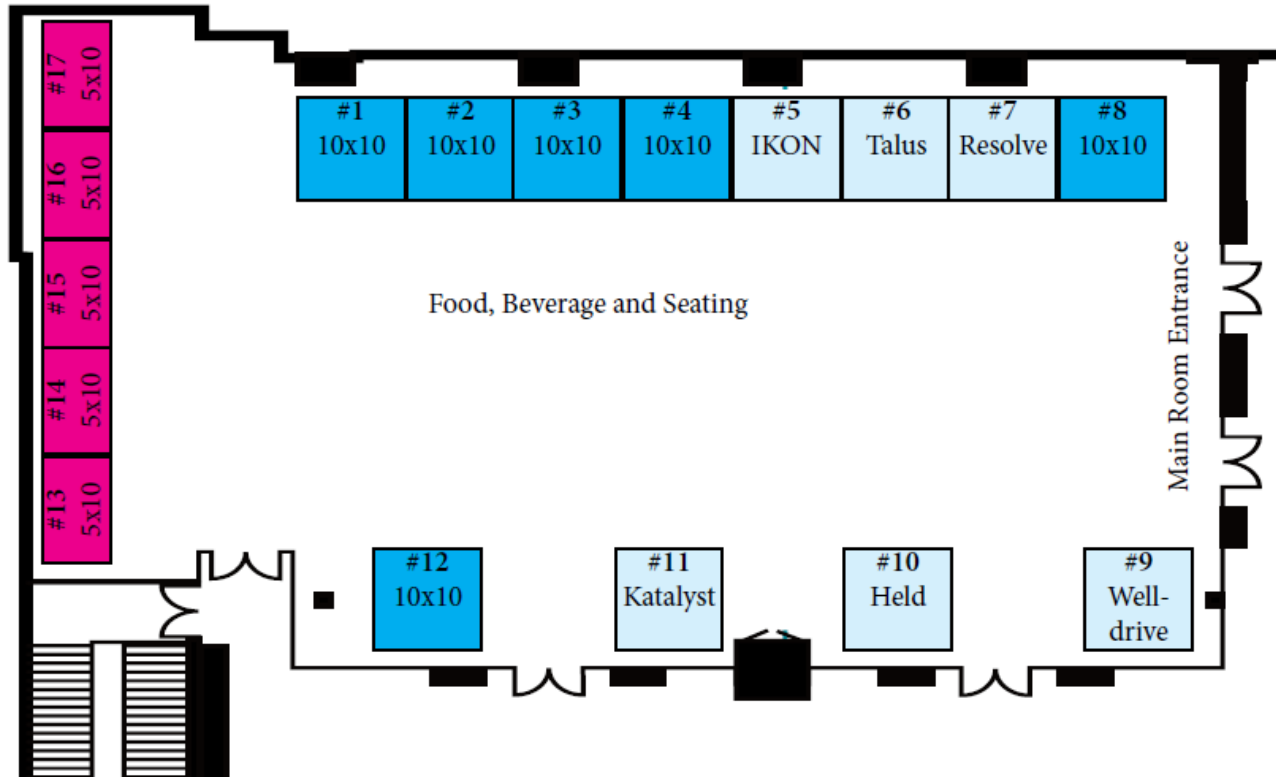 #17
5x10
#16
5x10
#15
5x10
#14
5x10
#13
5x10
#1
10x10
#2
10x10
#3
10x10
#4
10x10
#5
IKON
#6
Talus
#7
Resolve
#8
10x10
Food, Beverage and Seating
Main Room Entrance
#12
10x10
#11
Katalyst
#10
Held
#9
Well-
drive